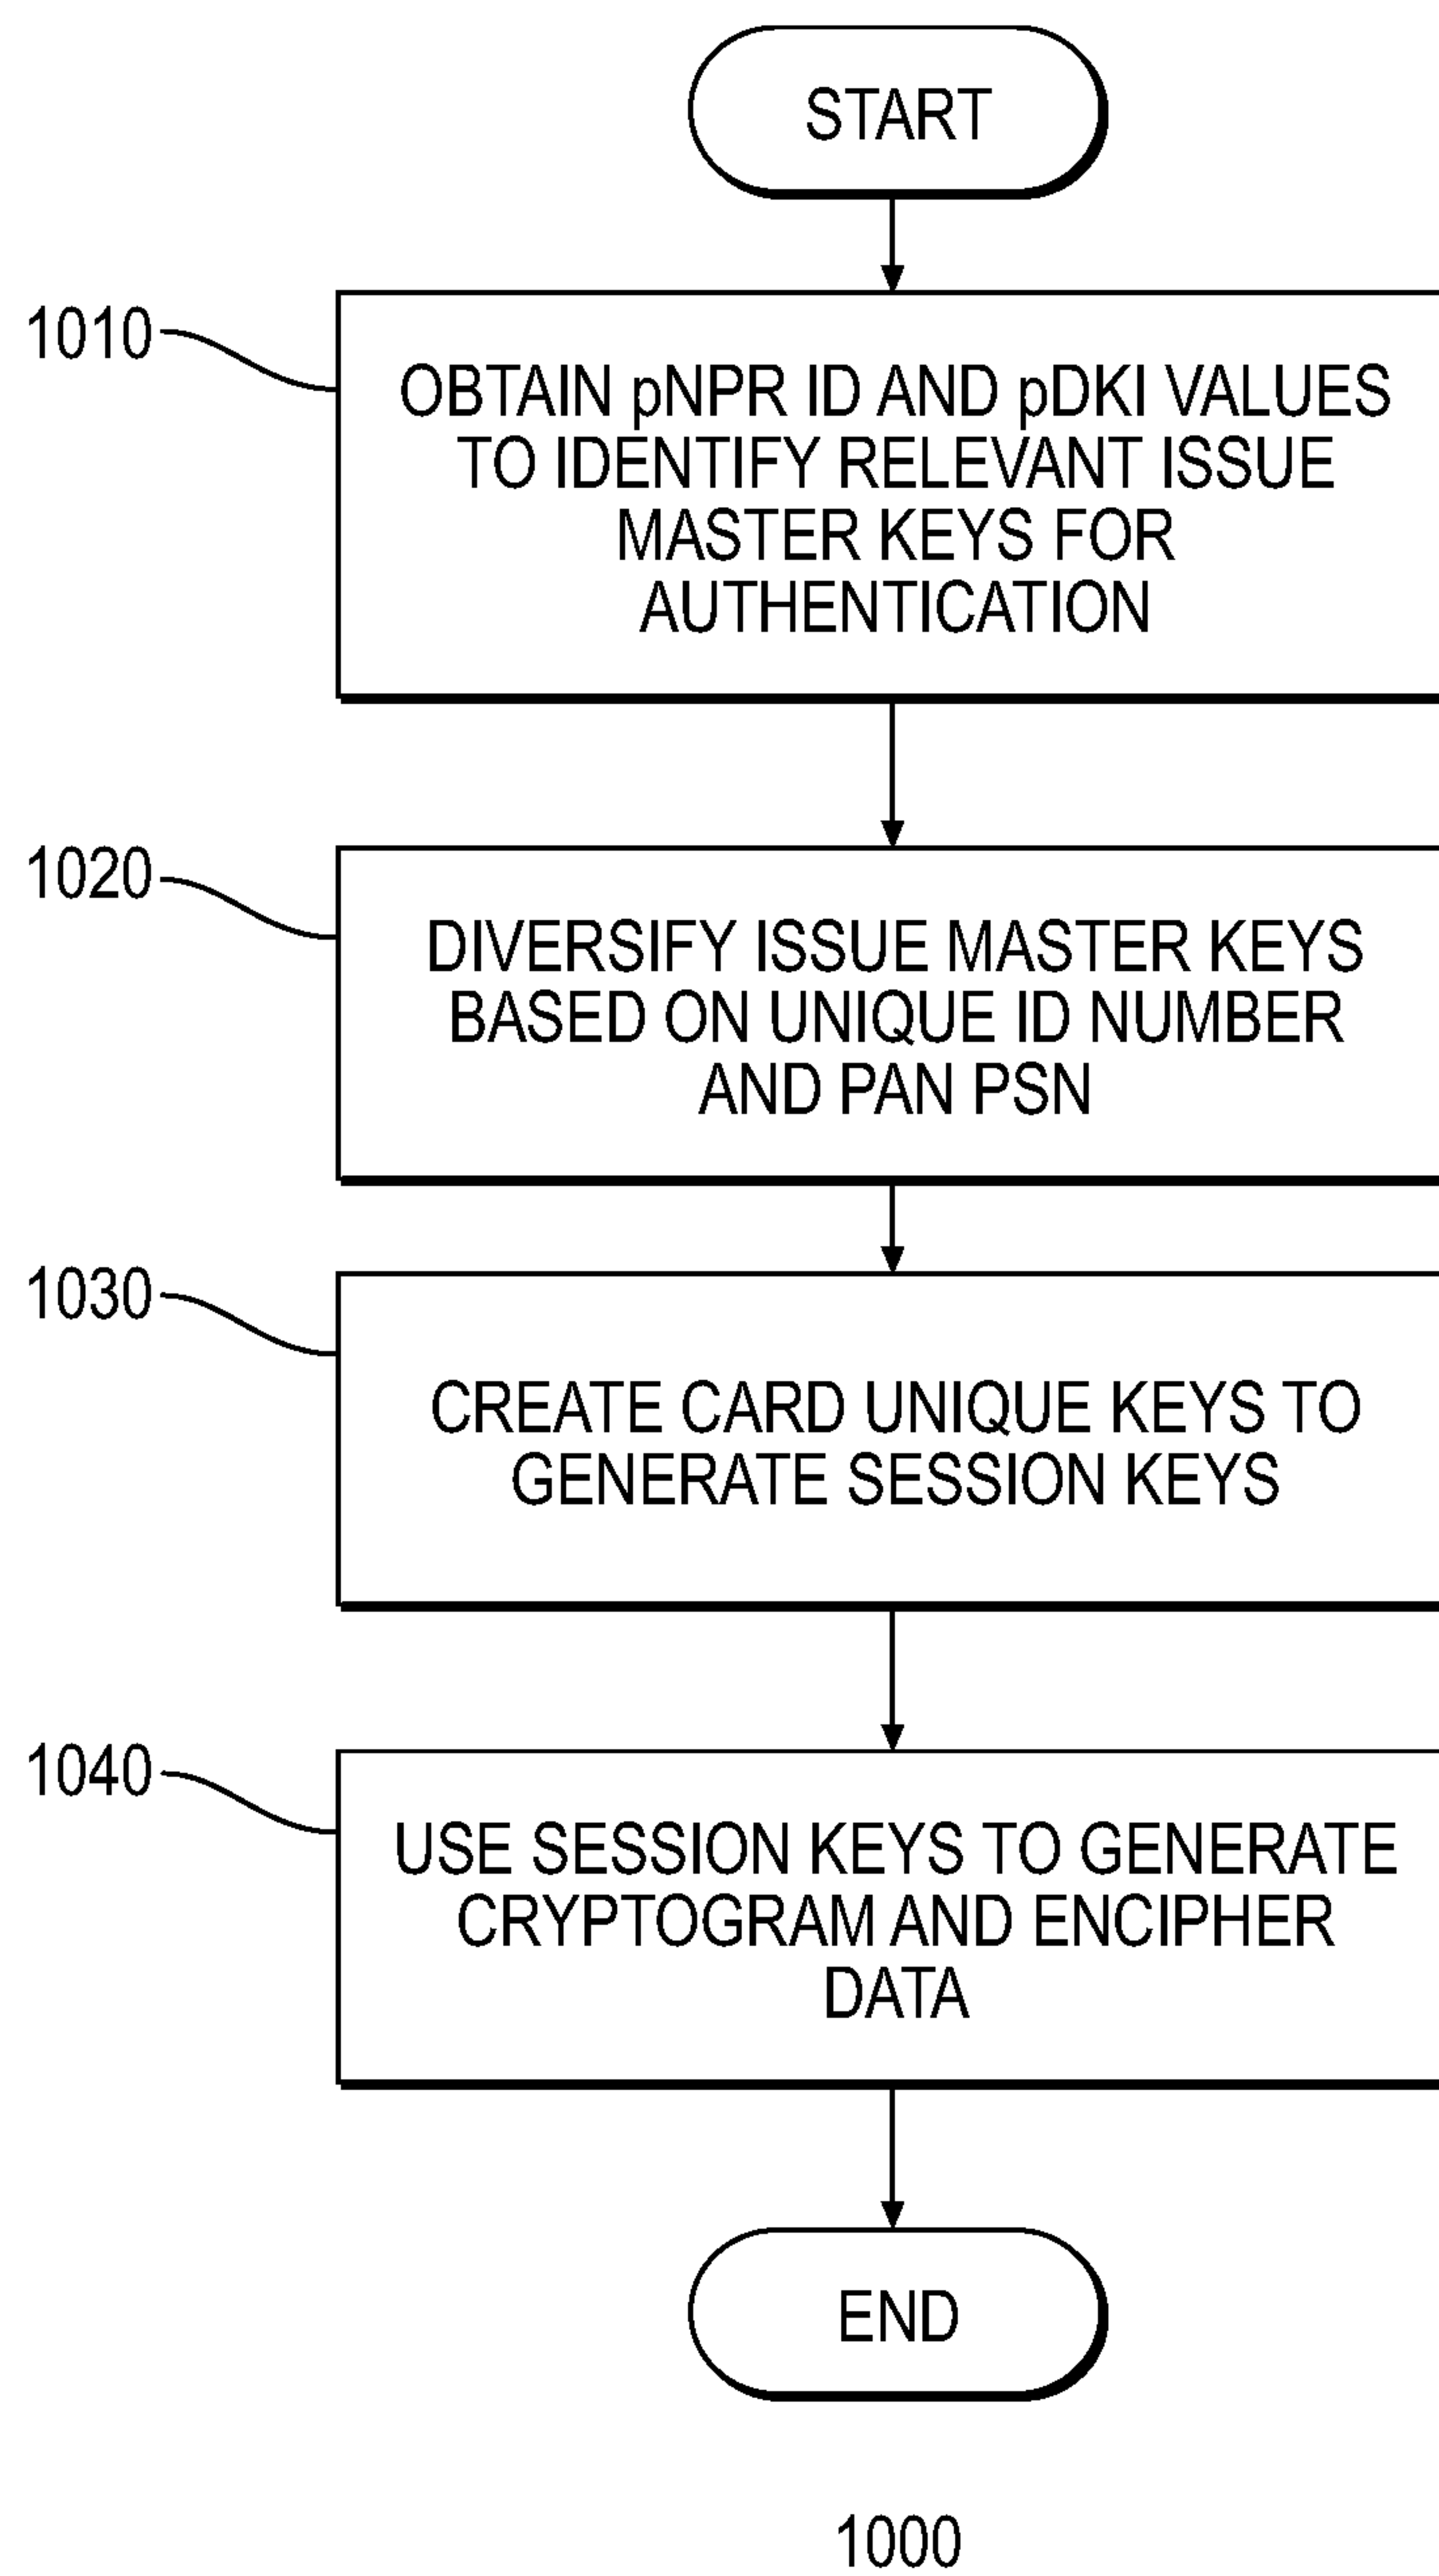 START
1010
OBTAIN pNPR ID AND pDKI VALUES
TO IDENTIFY RELEVANT ISSUE
MASTER KEYS FOR
AUTHENTICATION
1020
DIVERSIFY ISSUE MASTER KEYS
BASED ON UNIQUE ID NUMBER
AND PAN PSN
1030
CREATE CARD UNIQUE KEYS TO
GENERATE SESSION KEYS
1040
USE SESSION KEYS TO GENERATE
CRYPTOGRAM AND ENCIPHER
DATA
END
1000